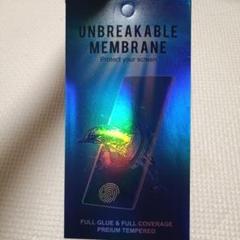 UNBREAKABLE
MEMBRANE
Protect your screen
FULL GLUE & FULL COVERAGE
PREIUM TEMPERED